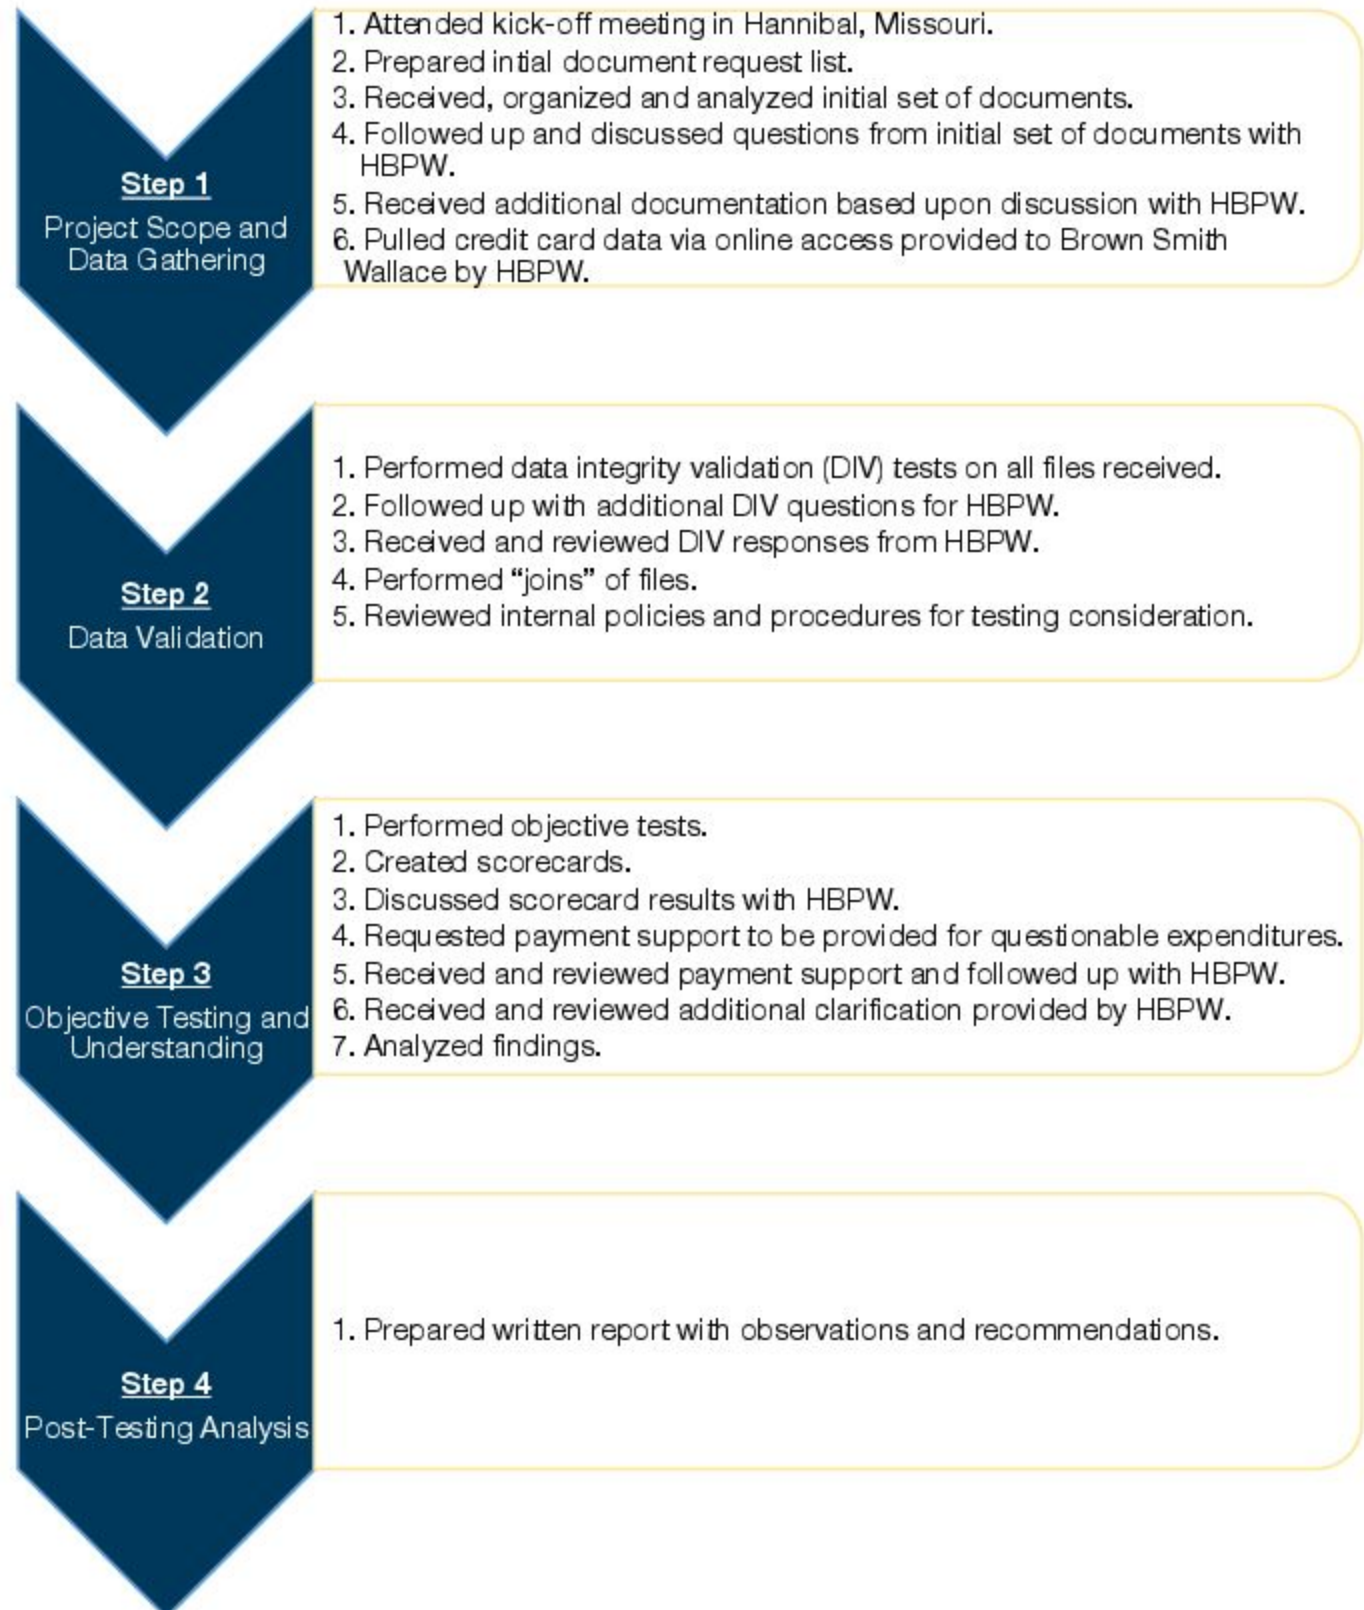 Step 1
Project Scope and
Data Gathering
1. Attended kick-off meeting in Hannibal, Missouri.
2. Prepared intial document request list.
3. Received, organized and analyzed initial set of documents.
4. Followed up and discussed questions from initial set of documents with
HBPW.
5. Received additional documentation based upon discussion with HBPW.
6. Pulled credit card data via online access provided to Brown Smith
Wallace by HBPW.
Step 2
Data Validation
1. Performed data integrity validation (DIV) tests on all files received.
2. Followed up with additional DIV questions for HBPW.
3. Received and reviewed DIV responses from HBPW.
4. Performed “joins” of files.
5. Reviewed internal policies and procedures for testing consideration.
Step 3
Objective Testing and
Understanding
1. Performed objective tests.
2. Created scorecards.
3. Discussed scorecard results with HBPW.
4. Requested payment support to be provided for questionable expenditures.
5. Received and reviewed payment support and followed up with HBPW.
6. Received and reviewed additional clarification provided by HBPW.
7. Analyzed findings.
Step 4
Post-Testing Analysis
1. Prepared written report with observations and recommendations.